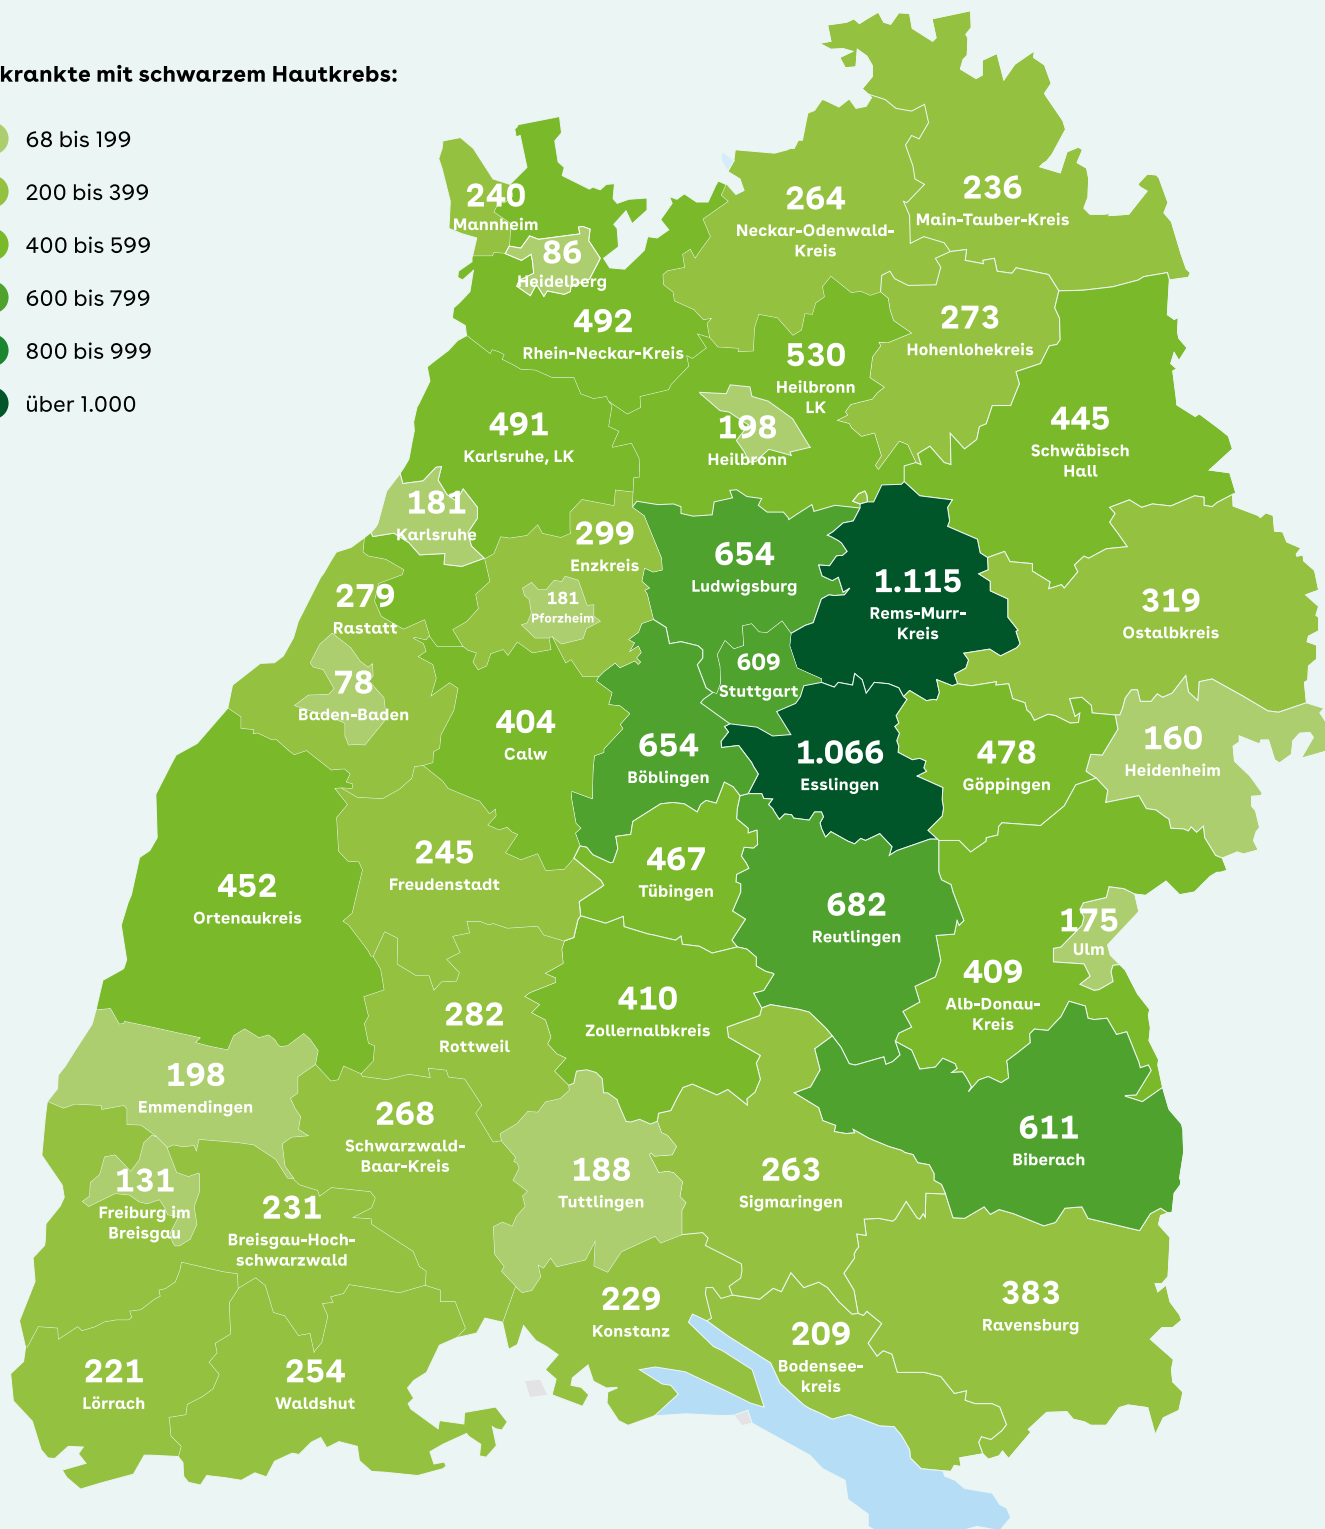 krankte mit schwarzem Hautkrebs:
68 bis 199
200 bis 399
400 bis 599
600 bis 799
800 bis 999
über 1.000
240
Mannheim
86
Heidelberg
492
Rhein-Neckar-Kreis
264
Neckar-Odenwald-
Kreis
236
Main-Tauber-Kreis
273
Hohenlohekreis
530
Heilbronn
LK
198
Heilbronn
445
Schwäbisch
Hall
491
Karlsruhe, LK
181
Karlsruhe
299
Enzkreis
181
Pforzheim
654
Ludwigsburg
1.115
Rems-Murr-
Kreis
319
Ostalbkreis
279
Rastatt
78
Baden-Baden
404
Calw
609
Stuttgart
654
Böblingen
1.066
Esslingen
478
Göppingen
160
Heidenheim
452
Ortenaukreis
245
Freudenstadt
467
Tübingen
682
Reutlingen
175
Ulm
409
Alb-Donau-
Kreis
282
Rottweil
410
Zollernalbkreis
198
Emmendingen
268
Schwarzwald-
Baar-Kreis
188
Tuttlingen
263
Sigmaringen
611
Biberach
131
Freiburg im
Breisgau
231
Breisgau-Hoch-
schwarzwald
229
Konstanz
209
Bodensee-
kreis
383
Ravensburg
221
Lörrach
254
Waldshut